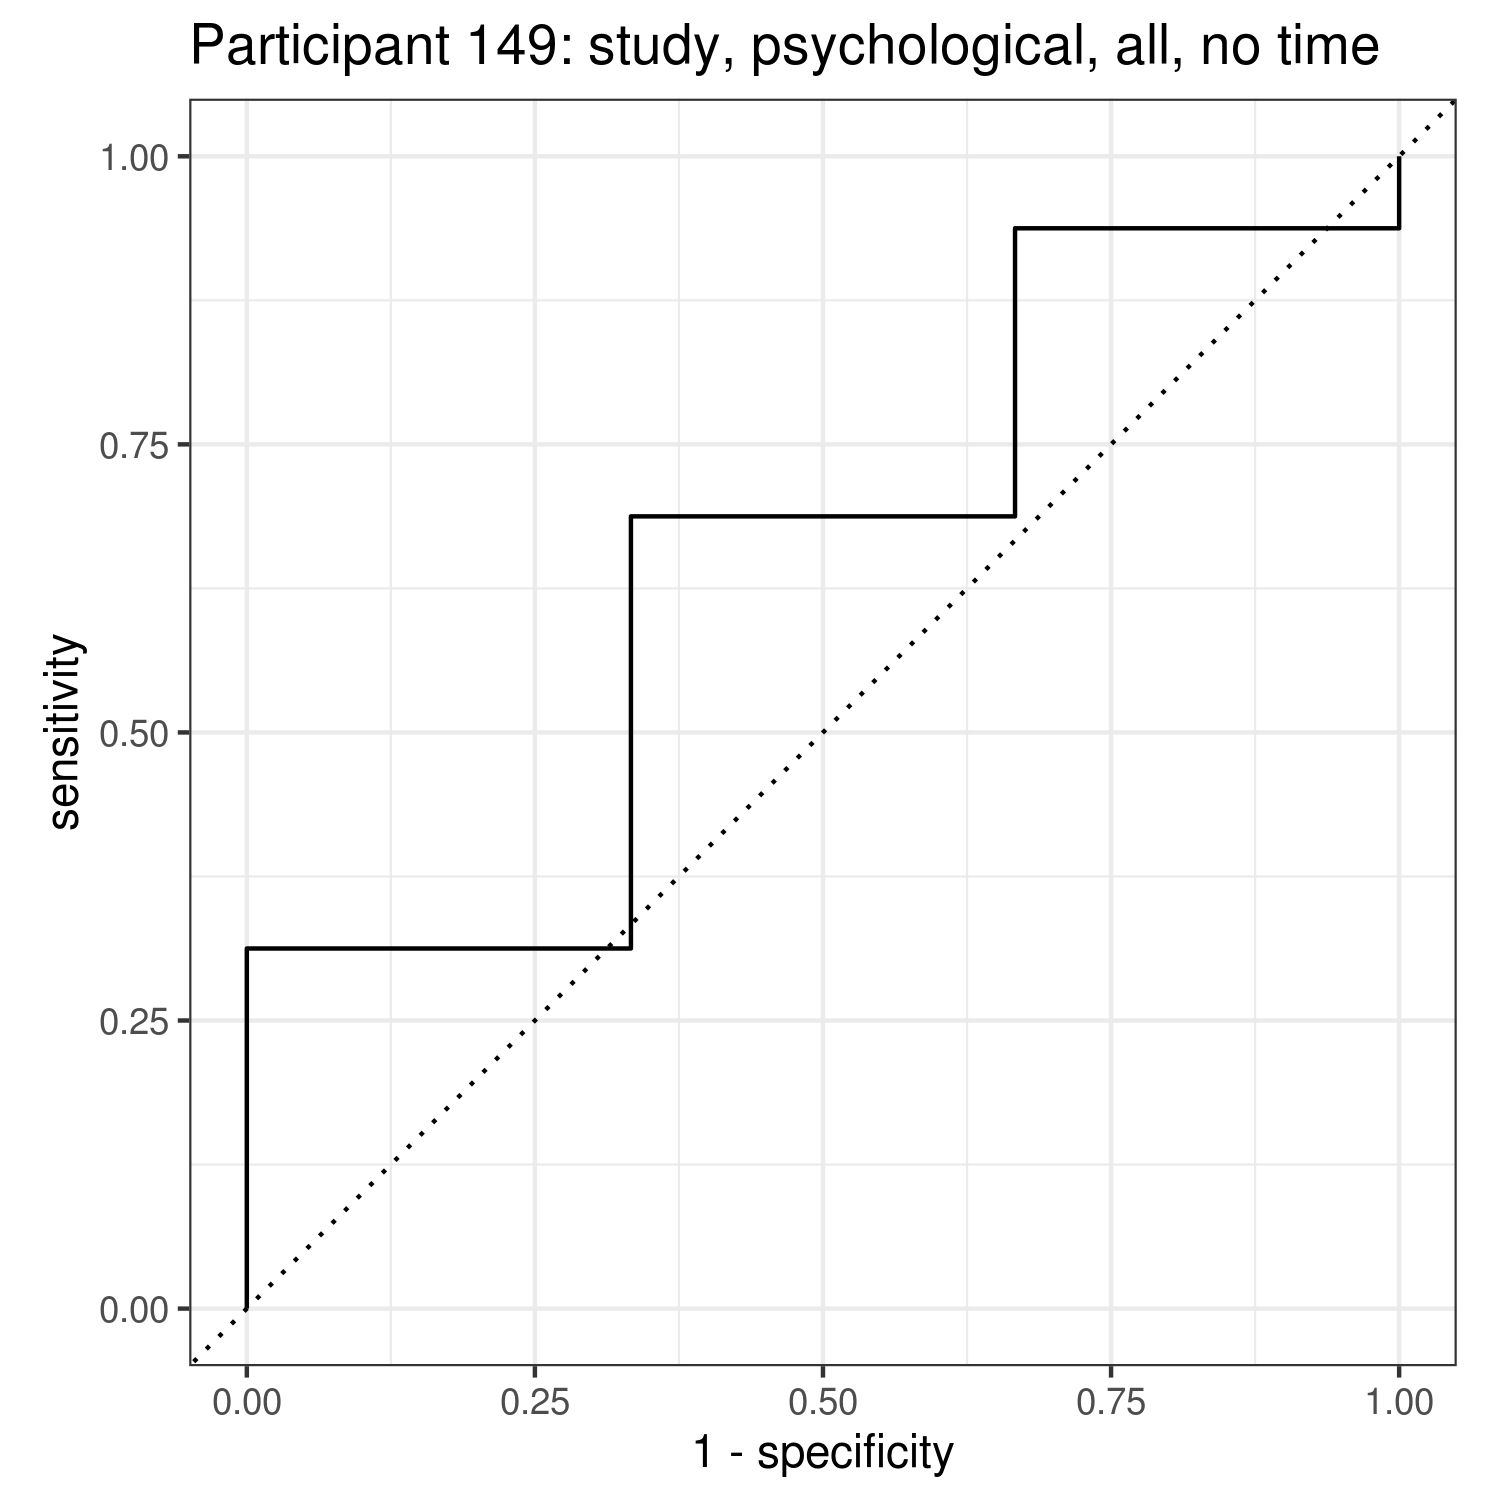 Participant 149: study, psychological, all, no time
1.00
0.75
0.50
0.25
0.00
sensitivity
0.00 0.25 0.50 0.75 1.00
1 - specificity